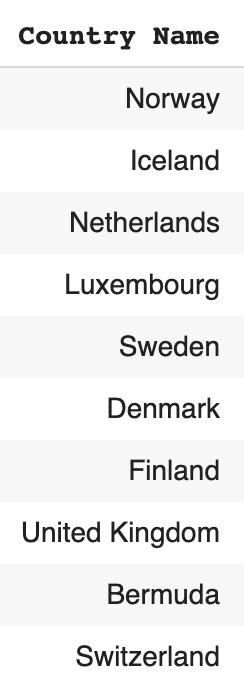 Country Name
Norway
Iceland
Netherlands
Luxembourg
Sweden
Denmark
Finland
United Kingdom
Bermuda
Switzerland